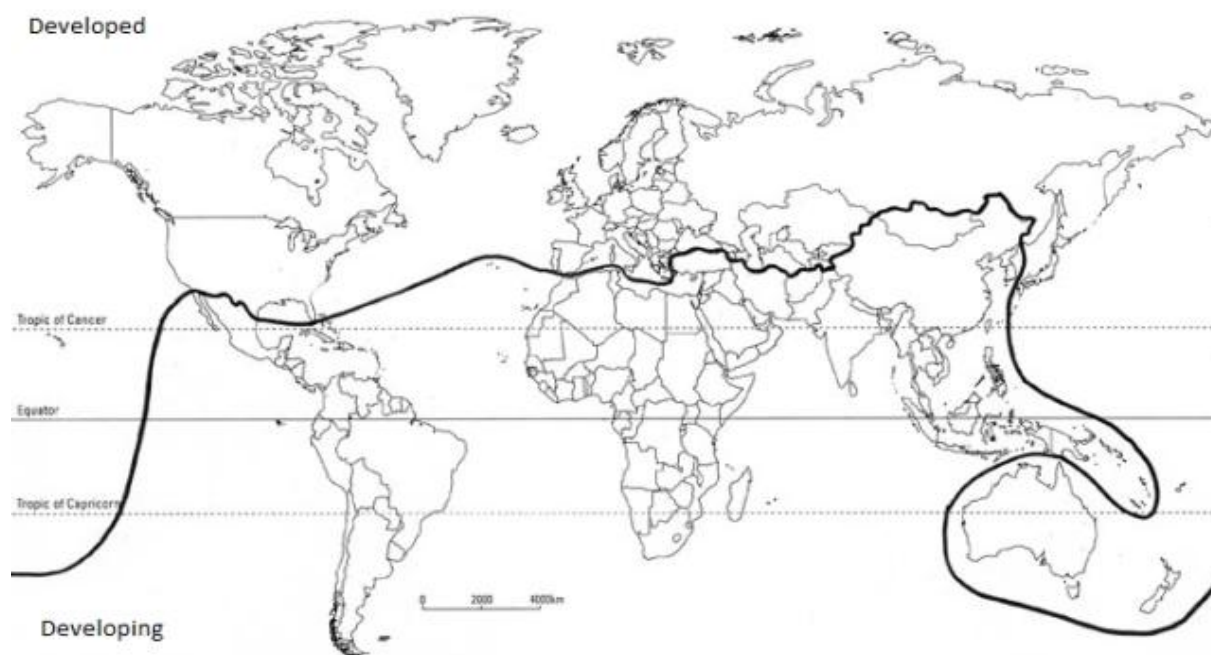 Developed
Tropic of Cancer
Equator
Tropic of Capricorn
0 2000 4000km
Developing